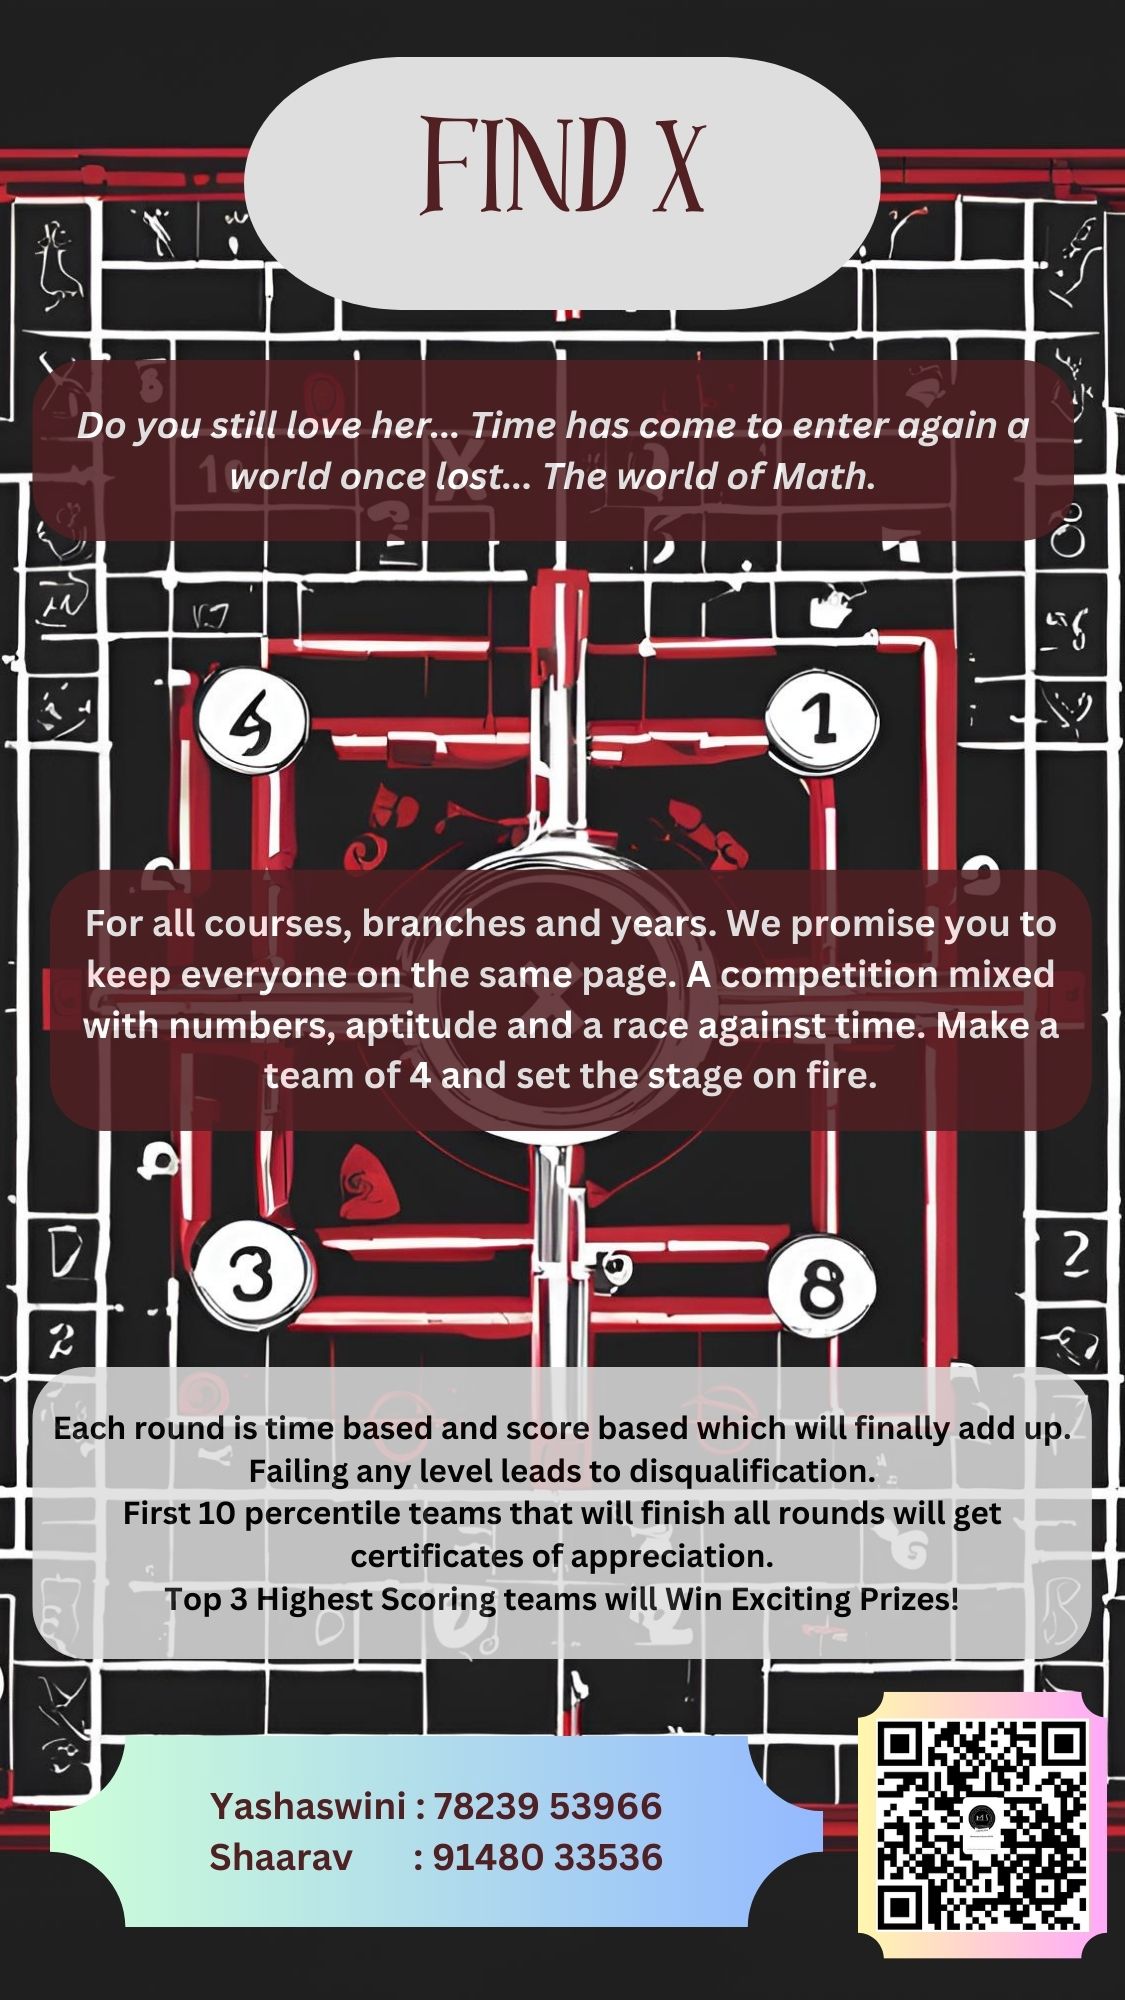 FIND X
Do you still love her... Time has come to enter again a
world once lost... The world of Math.
4
1
For all courses, branches and years. We promise you to
keep everyone on the same page. A competition mixed
with numbers, aptitude and a race against time. Make a
team of 4 and set the stage on fire.
3
8
2
2
Each round is time based and score based which will finally add up.
Failing any level leads to disqualification.
First 10 percentile teams that will finish all rounds will get
certificates of appreciation.
Top 3 Highest Scoring teams will Win Exciting Prizes!
Yashaswini : 78239 53966
Shaarav : 91480 33536